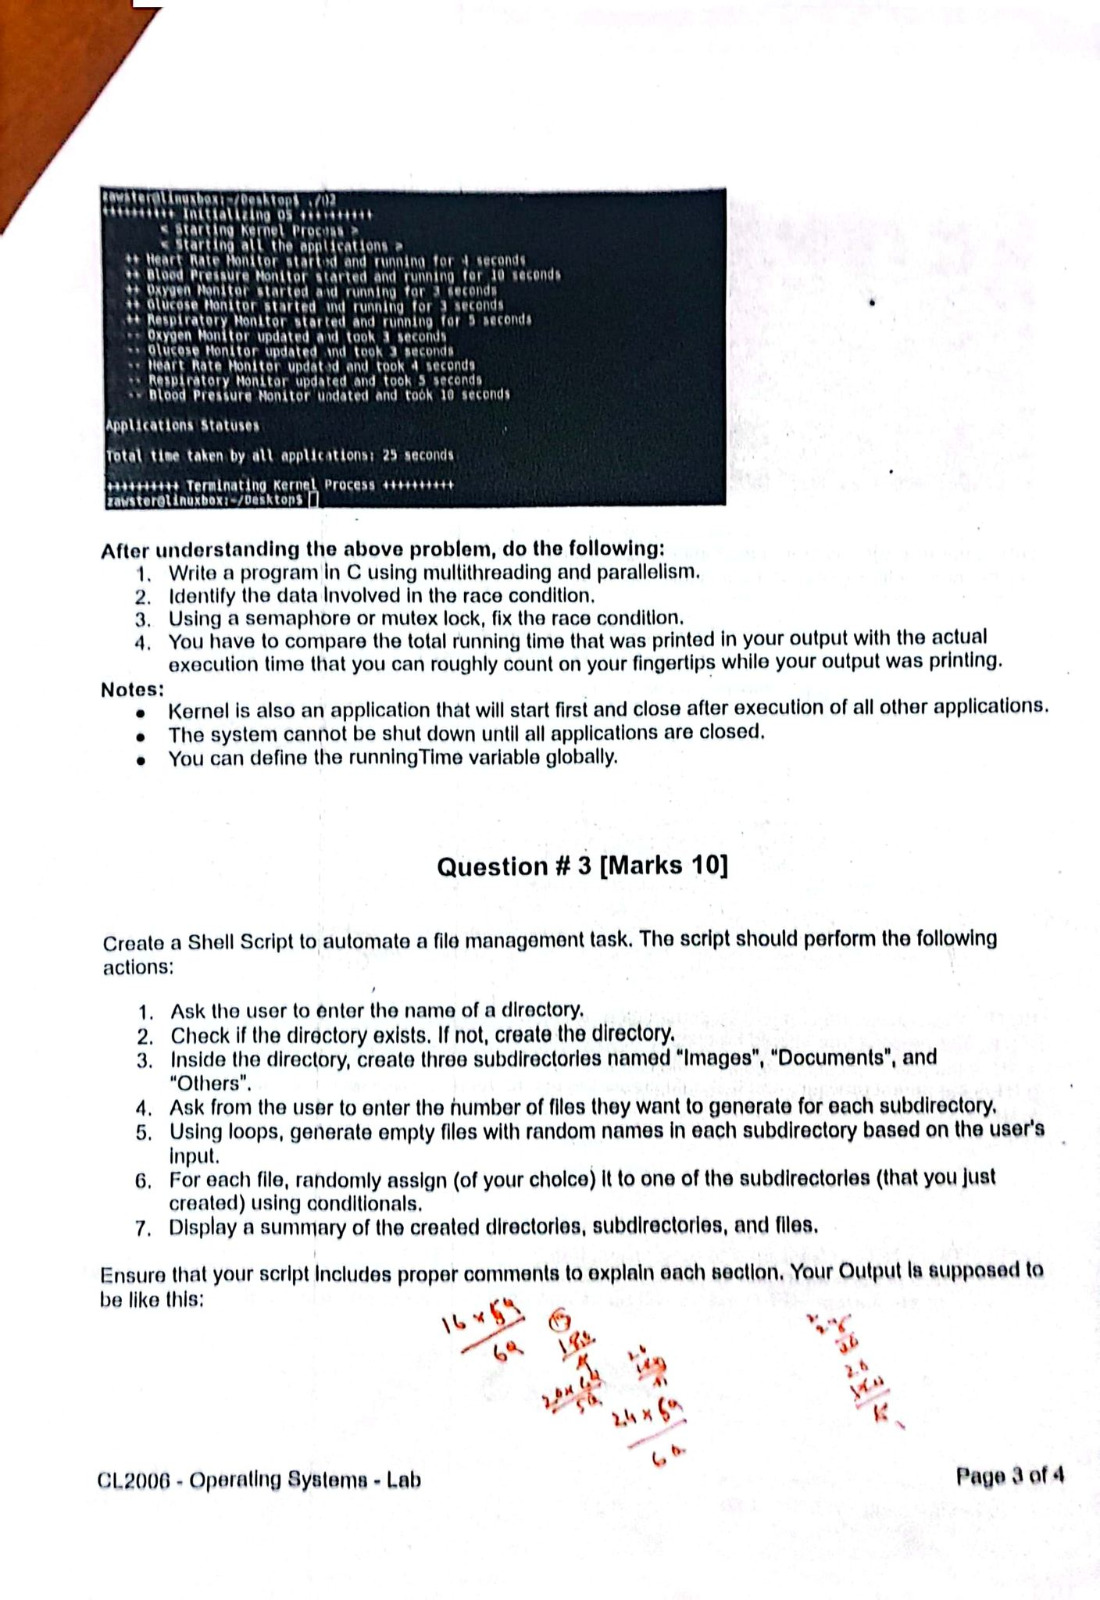 zawster@linuxbox:~/Desktop$ ./02
++++++++++ Initializing OS ++++++++++
< Starting Kernel Process >
< Starting all the applications >
++ Heart Rate Monitor started and running for 4 seconds
++ Blood Pressure Monitor started and running for 10 seconds
++ Oxygen Monitor started and running for 3 seconds
++ Glucose Monitor started and running for 3 seconds
++ Respiratory Monitor started and running for 5 seconds
-- Oxygen Monitor updated and took 3 seconds
-- Glucose Monitor updated and took 3 seconds
-- Heart Rate Monitor updated and took 4 seconds
-- Respiratory Monitor updated and took 5 seconds
-- Blood Pressure Monitor updated and took 10 seconds
Applications Statuses
Total time taken by all applications: 25 seconds
++++++++++ Terminating Kernel Process ++++++++++
zawster@linuxbox:~/Desktop$
After understanding the above problem, do the following:
1. Write a program in C using multithreading and parallelism.
2. Identify the data Involved in the race condition.
3. Using a semaphore or mutex lock, fix the race condition.
4. You have to compare the total running time that was printed in your output with the actual
execution time that you can roughly count on your fingertips while your output was printing.
Notes:
• Kernel is also an application that will start first and close after execution of all other applications.
• The system cannot be shut down until all applications are closed.
• You can define the runningTime variable globally.
Question # 3 [Marks 10]
Create a Shell Script to automate a file management task. The script should perform the following
actions:
1. Ask the user to enter the name of a directory.
2. Check if the directory exists. If not, create the directory.
3. Inside the directory, create three subdirectories named "Images", "Documents", and
"Others".
4. Ask from the user to enter the number of files they want to generate for each subdirectory.
5. Using loops, generate empty files with random names in each subdirectory based on the user's
input.
6. For each file, randomly assign (of your choice) it to one of the subdirectories (that you just
created) using conditionals.
7. Display a summary of the created directories, subdirectories, and files.
Ensure that your script Includes proper comments to explain each section. Your Output is supposed to
be like this:
16 ×
24 ×
CL2006 - Operating Systems - Lab
Page 3 of 4